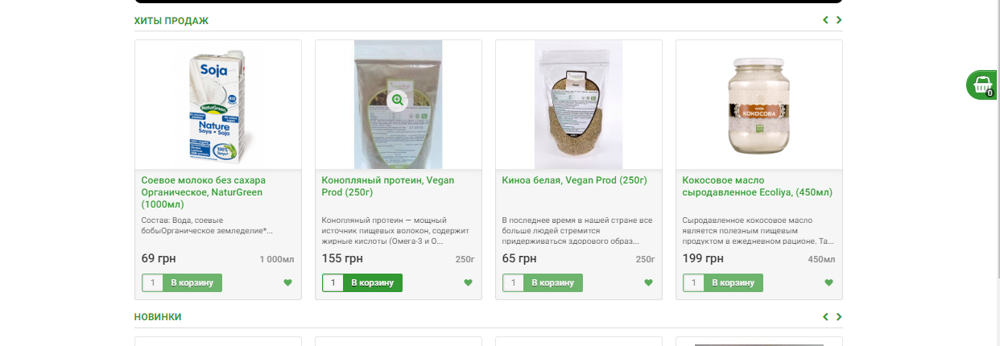 ХИТЫ ПРОДАЖ
Soja
BIO
NaturGreen
Nature
Soya • Soja
100%
КОКОСОВА
Соевое молоко без сахара
Органическое, NaturGreen
(1000мл)
Состав: Вода, соевые
бобыОрганическое земледелие*...
69 грн
1 000мл
1
В корзину
Конопляный протеин, Vegan
Prod (250г)
Конопляный протеин — мощный
источник пищевых волокон, содержит
жирные кислоты (Омега-3 и О...
155 грн
250г
1
В корзину
Киноа белая, Vegan Prod (250г)
В последнее время в нашей стране все
больше людей стремится
придерживаться здорового образ...
65 грн
250г
1
В корзину
Кокосовое масло
сыродавленное Ecoliya, (450мл)
Сыродавленное кокосовое масло
является полезным пищевым
продуктом в ежедневном рационе. Та...
199 грн
450мл
1
В корзину
0
НОВИНКИ